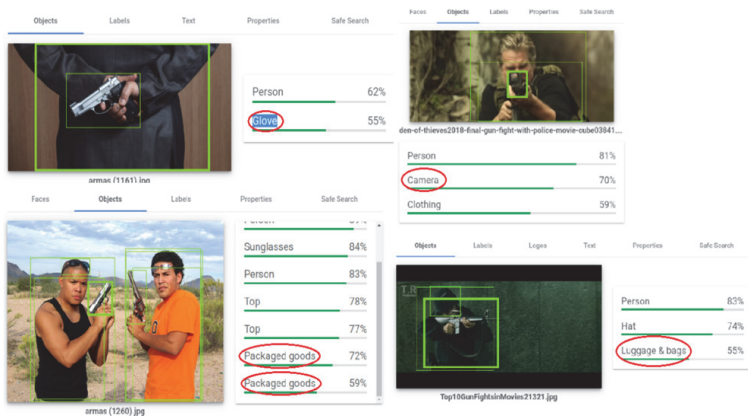 Objects Labels Text Properties Safe Search
Person 62%
Glove 55%
armas (1161).jpg
Faces Objects Labels Properties Safe Search
den-of-thieves2018-final-gun-fight-with-police-movie-cube03841....
Person 81%
Camera 70%
Clothing 59%
Faces Objects Labels Properties Safe Search
Sunglasses 84%
Person 83%
Top 78%
Top 77%
Packaged goods 72%
Packaged goods 59%
armas (1260).jpg
Objects Labels Logos Text Properties Safe Search
T.R
Person 83%
Hat 74%
Luggage & bags 55%
Top10GunFightsinMovies21321.jpg